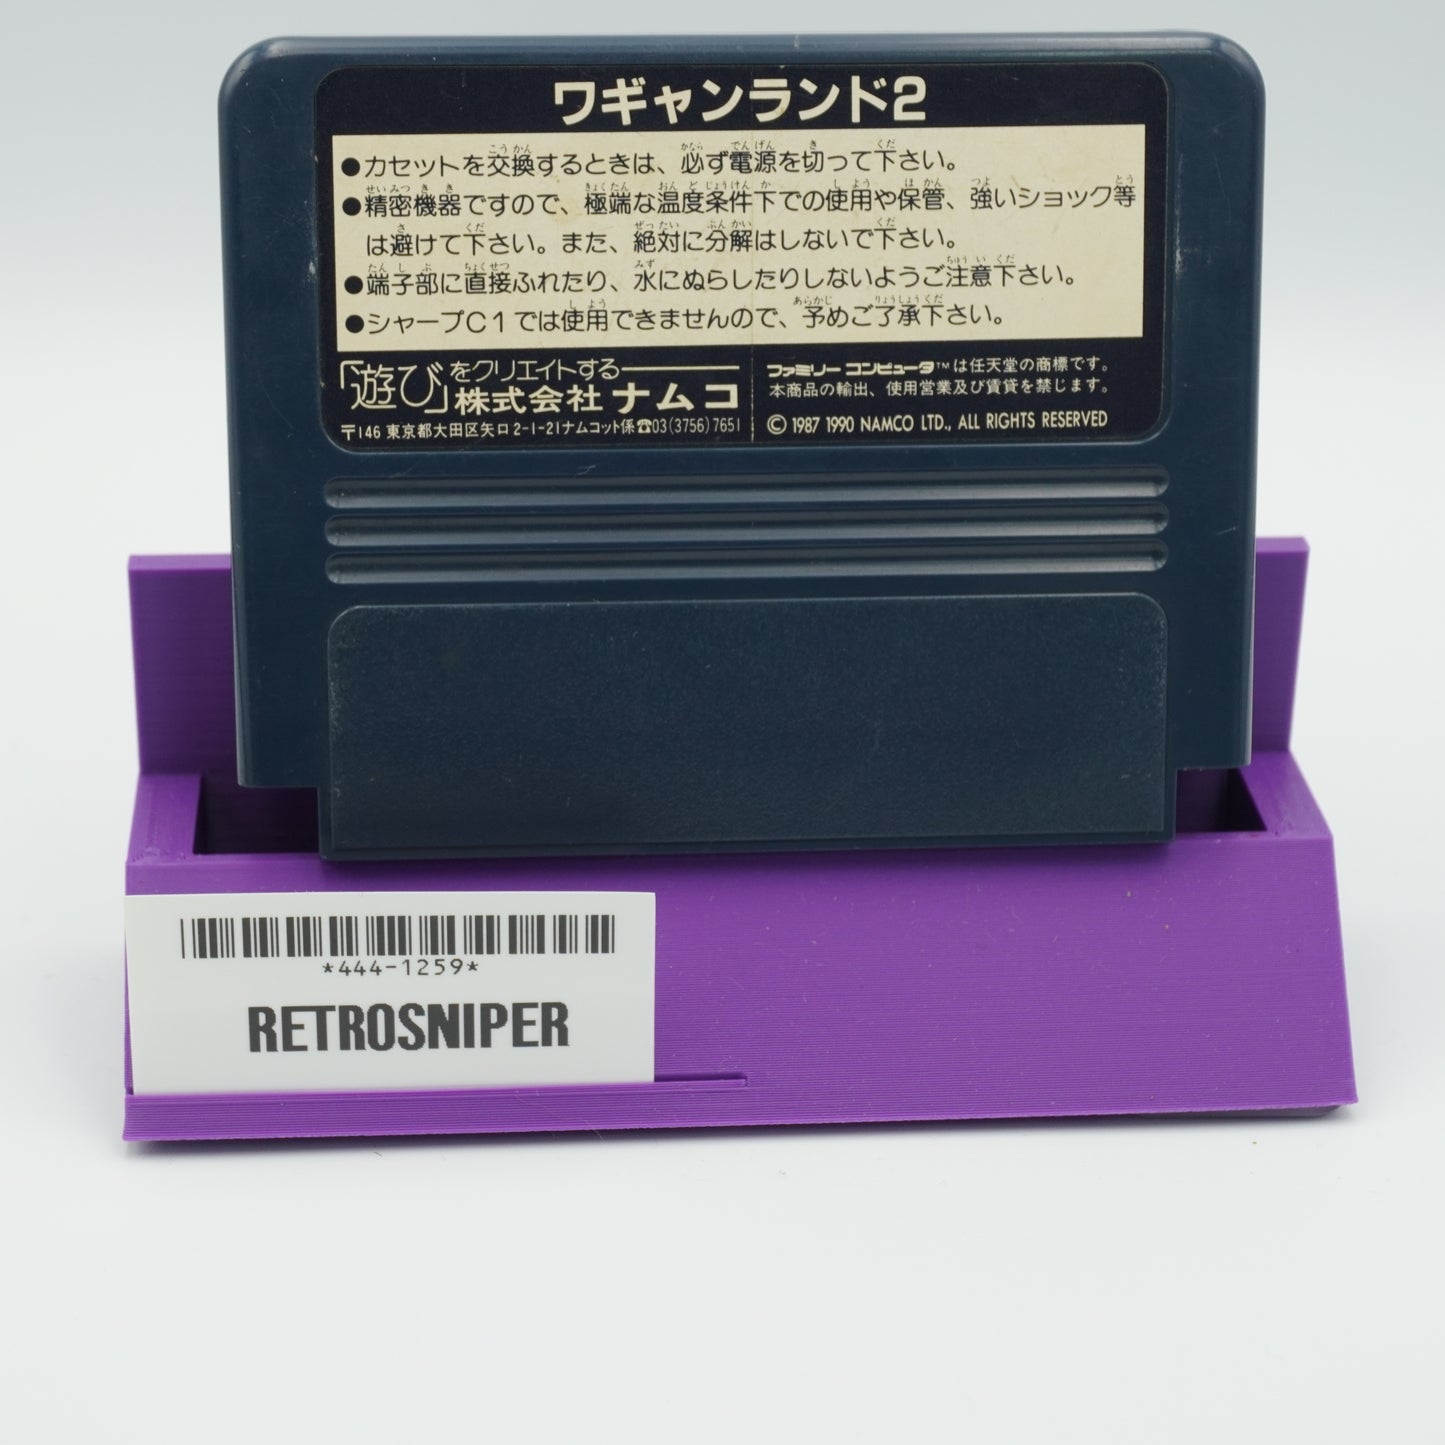 ワギャンランド2
●カセットを交換するときは、必ず電源を切って下さい。
●精密機器ですので、極端な温度条件下での使用や保管、強いショック等
は避けて下さい。また、絶対に分解はしないで下さい。
●端子部に直接ふれたり、水にぬらしたりしないようご注意下さい。
●シャープC1では使用できませんので、予めご了承下さい。
「遊び」をクリエイトする
株式会社ナムコ
〒146 東京都大田区矢口2-1-21ナムコット係☎03(3756)7651
ファミリーコンピュータ™は任天堂の商標です。
本商品の輸出、使用営業及び賃貸を禁じます。
© 1987 1990 NAMCO LTD., ALL RIGHTS RESERVED
*444-1259*
RETROSNIPER